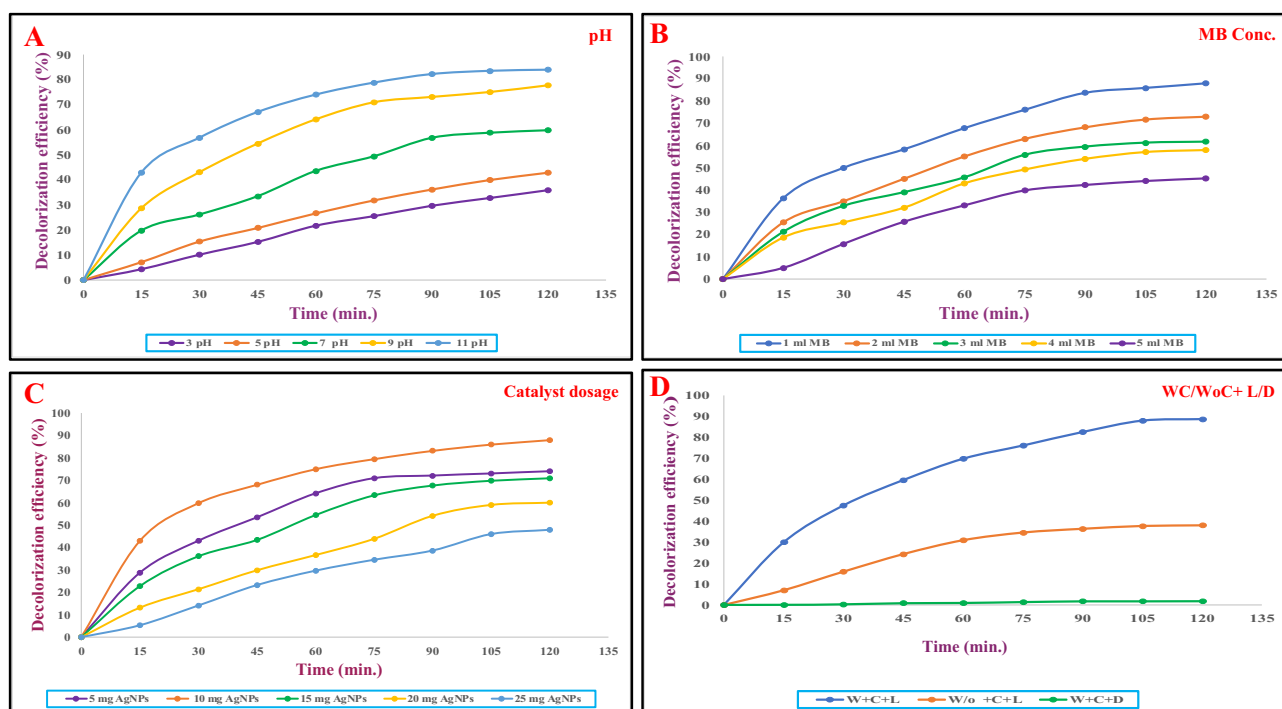 A
pH
Decolorization efficiency (%)
90
80
70
60
50
40
30
20
10
0
0 15 30 45 60 75 90 105 120 135
Time (min.)
3 pH 5 pH 7 pH 9 pH 11 pH
B
MB Conc.
Decolorization efficiency (%)
100
90
80
70
60
50
40
30
20
10
0
0 15 30 45 60 75 90 105 120 135
Time (min.)
1 ml MB 2 ml MB 3 ml MB 4 ml MB 5 ml MB
C
Catalyst dosage
Decolorization efficiency (%)
100
90
80
70
60
50
40
30
20
10
0
0 15 30 45 60 75 90 105 120 135
Time (min.)
5 mg AgNPs 10 mg AgNPs 15 mg AgNPs 20 mg AgNPs 25 mg AgNPs
D
WC/WoC+ L/D
Decolorization efficiency (%)
100
90
80
70
60
50
40
30
20
10
0
0 15 30 45 60 75 90 105 120 135
Time (min.)
W+C+L W/o +C+L W+C+D